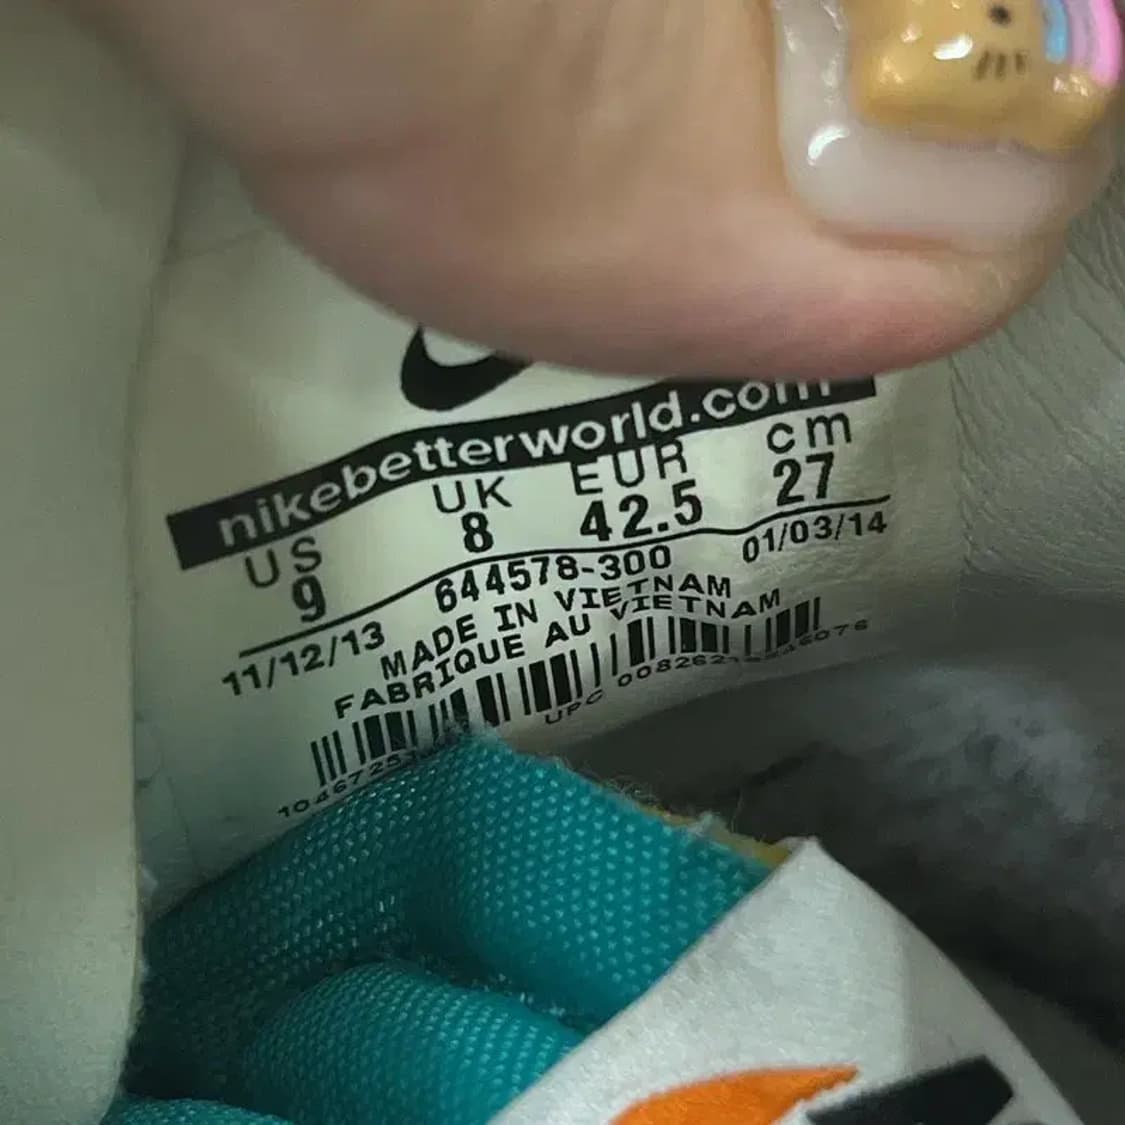 nikebetterworld.com
US UK EUR cm
9 8 42.5 27
11/12/13 644578-300 01/03/14
MADE IN VIETNAM
FABRIQUE AU VIETNAM
UPC